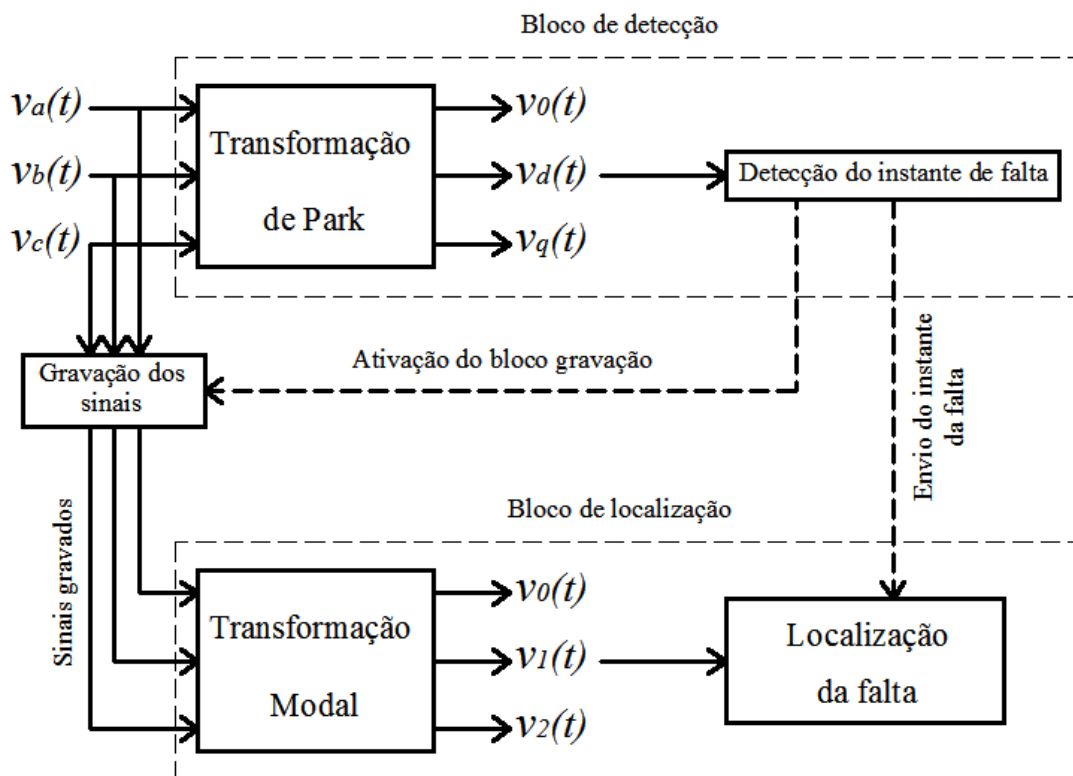 Bloco de detecção
va(t)
vb(t)
vc(t)
Transformação
de Park
v0(t)
vd(t)
vq(t)
Detecção do instante de falta
Gravação dos
sinais
Ativação do bloco gravação
Envio do instante
da falta
Sinais gravados
Bloco de localização
Transformação
Modal
v0(t)
v1(t)
v2(t)
Localização
da falta